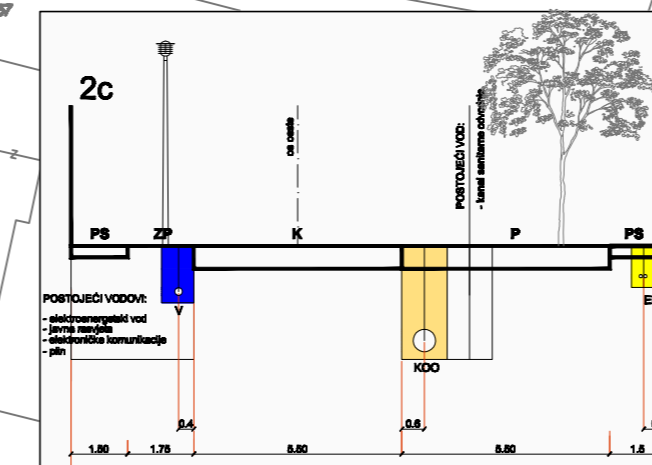 2c
os ceste
POSTOJEĆI VOD:
- kanal sanitarne odvodnje
PS
ZP
K
P
PS
POSTOJEĆI VODOVI:
- elektroenergetski vod
- javna rasvjeta
- elektroničke komunikacije
- plin
V
KOO
E
0.4
0.6
1.50
1.75
5.50
5.50
1.5